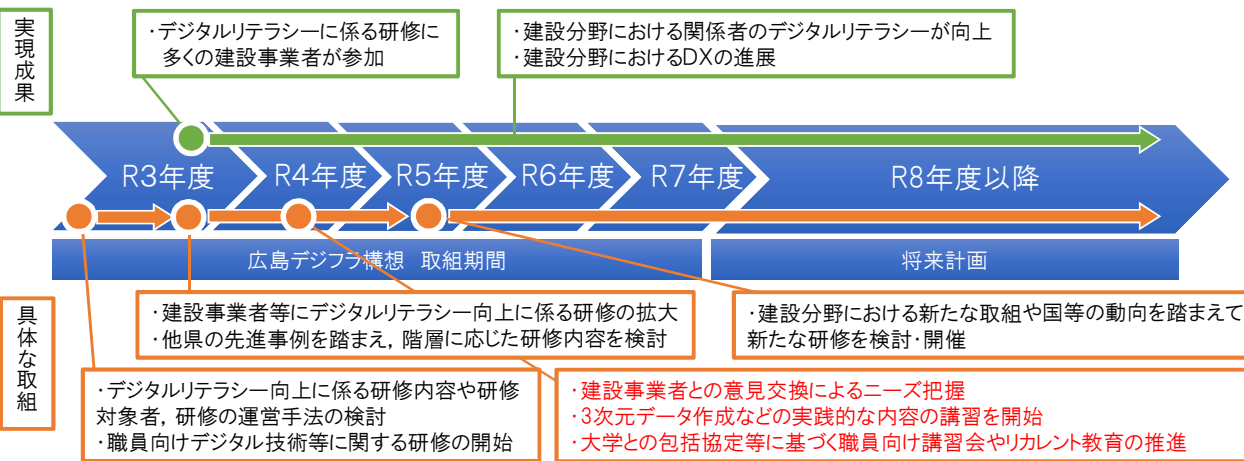 実現成果
・デジタルリテラシーに係る研修に
多くの建設事業者が参加
・建設分野における関係者のデジタルリテラシーが向上
・建設分野におけるDXの進展
R3年度
R4年度
R5年度
R6年度
R7年度
R8年度以降
広島デジフラ構想 取組期間
将来計画
具体な取組
・建設事業者等にデジタルリテラシー向上に係る研修の拡大
・他県の先進事例を踏まえ，階層に応じた研修内容を検討
・建設分野における新たな取組や国等の動向を踏まえて
新たな研修を検討・開催
・デジタルリテラシー向上に係る研修内容や研修
対象者，研修の運営手法の検討
・職員向けデジタル技術等に関する研修の開始
・建設事業者との意見交換によるニーズ把握
・3次元データ作成などの実践的な内容の講習を開始
・大学との包括協定等に基づく職員向け講習会やリカレント教育の推進